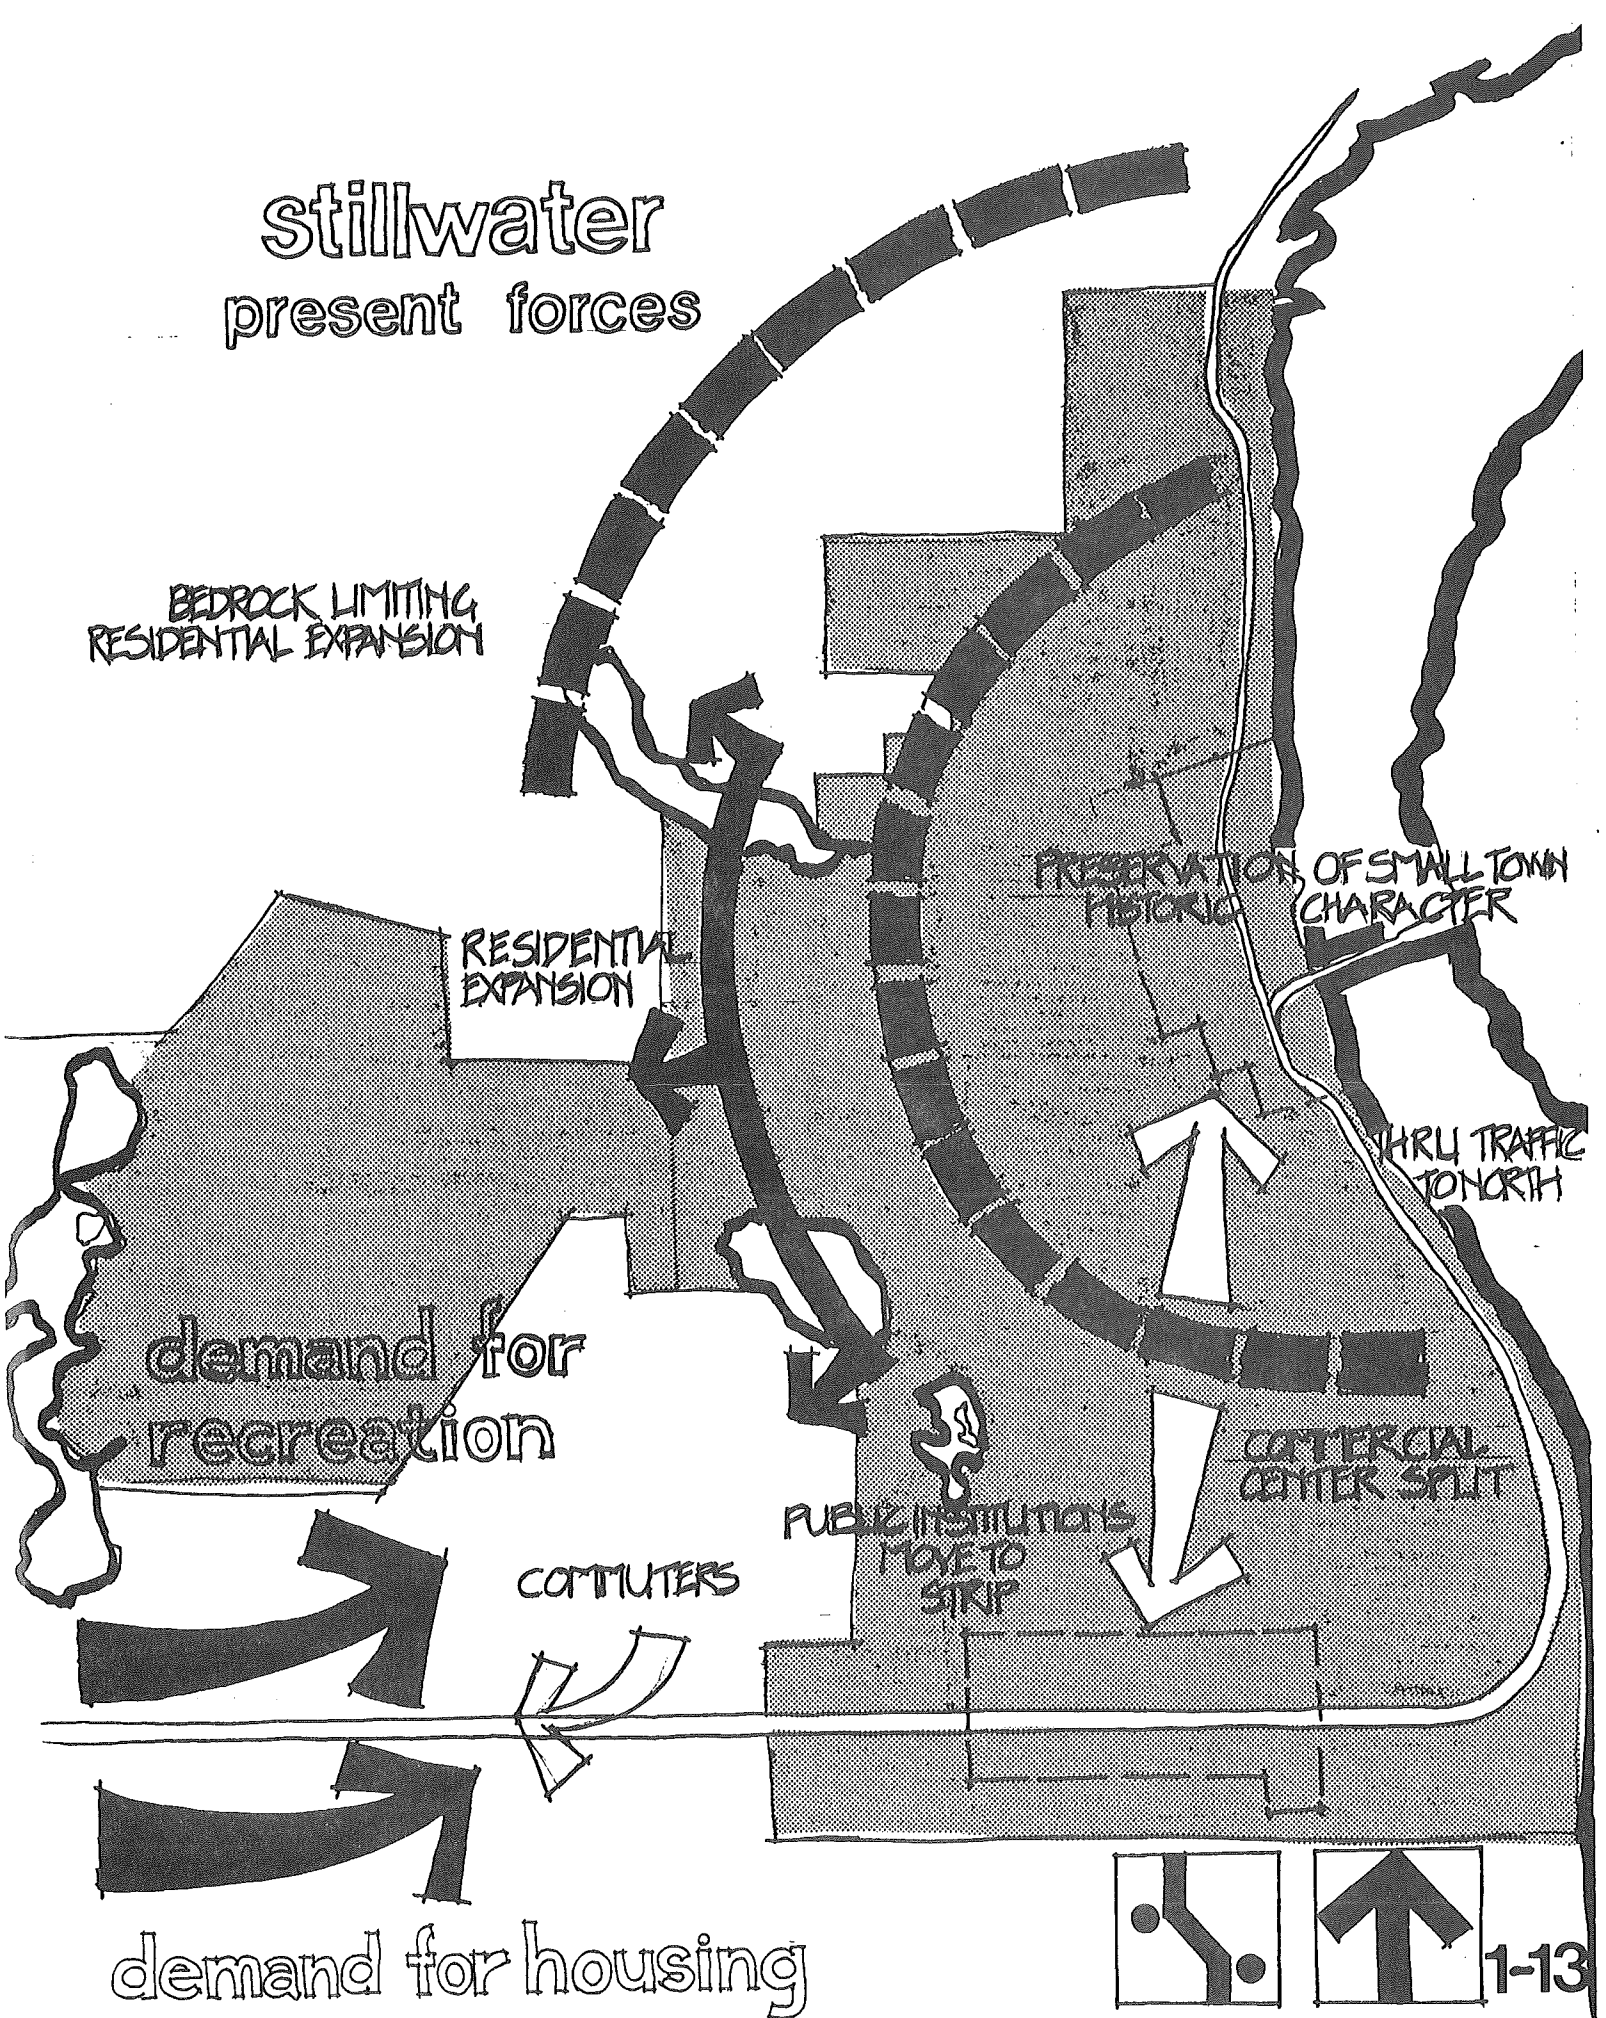 stillwater
present forces
BEDROCK LIMITING
RESIDENTIAL EXPANSION
PRESERVATION OF SMALL TOWN
HISTORIC CHARACTER
RESIDENTIAL
EXPANSION
THRU TRAFFIC
TO NORTH
demand for
recreation
COMMERCIAL
CENTER SPLIT
PUBLIC INSTITUTIONS
MOVE TO
STRIP
COMMUTERS
demand for housing
1-13